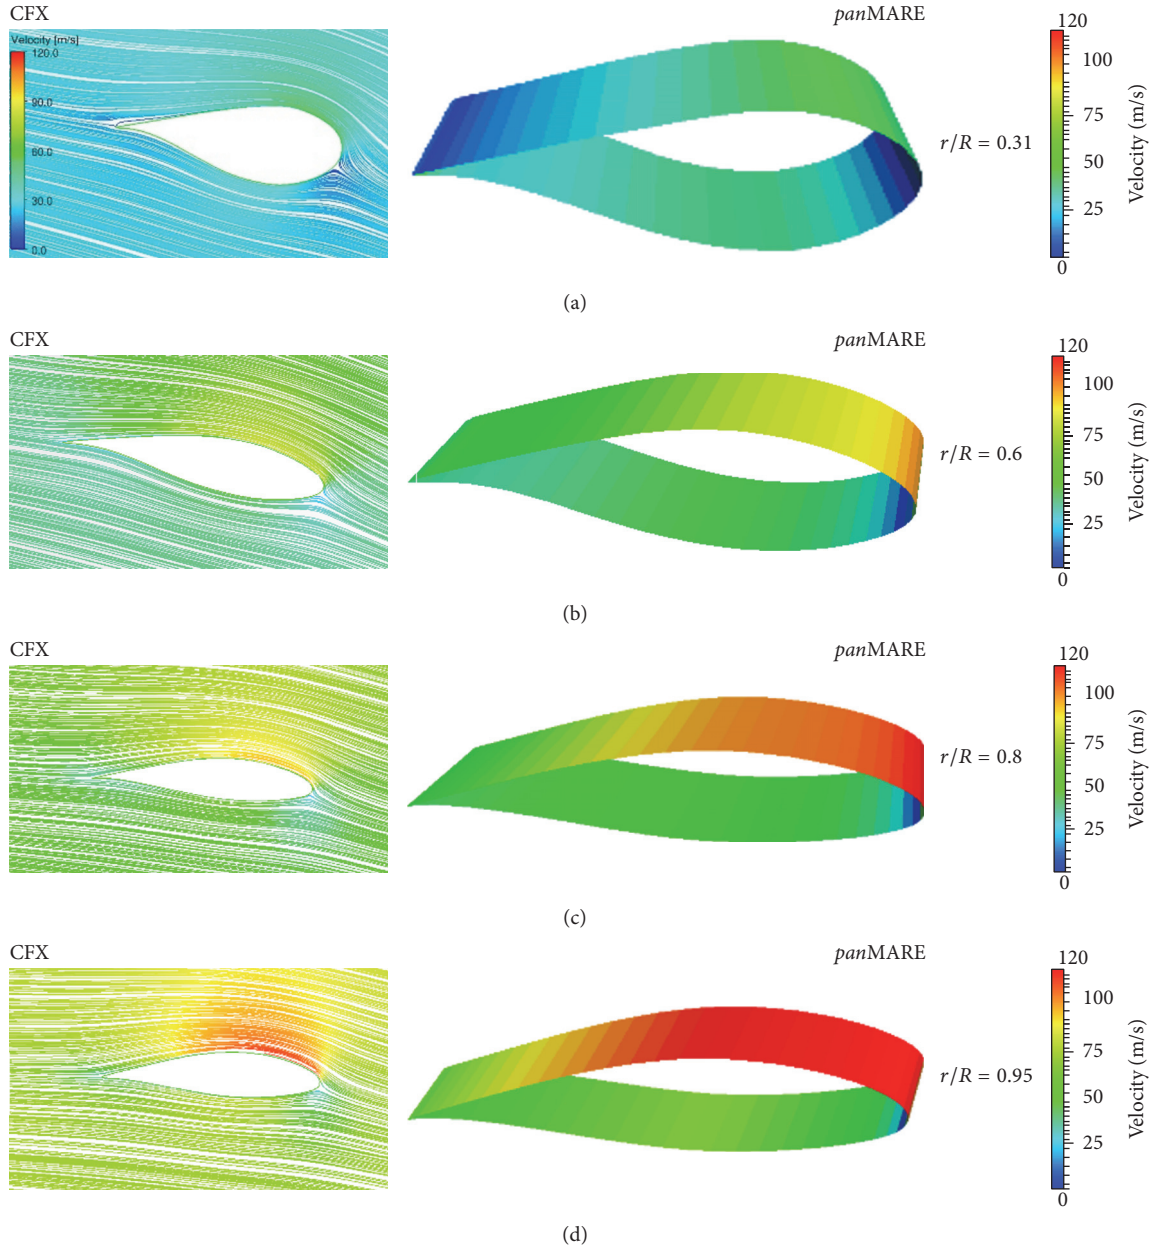 CFX
panMARE
Velocity [m/s]
120.0
90.0
60.0
30.0
0.0
r/R = 0.31
120
100
75
50
25
0
Velocity (m/s)
(a)
CFX
panMARE
r/R = 0.6
120
100
75
50
25
0
Velocity (m/s)
(b)
CFX
panMARE
r/R = 0.8
120
100
75
50
25
0
Velocity (m/s)
(c)
CFX
panMARE
r/R = 0.95
120
100
75
50
25
0
Velocity (m/s)
(d)